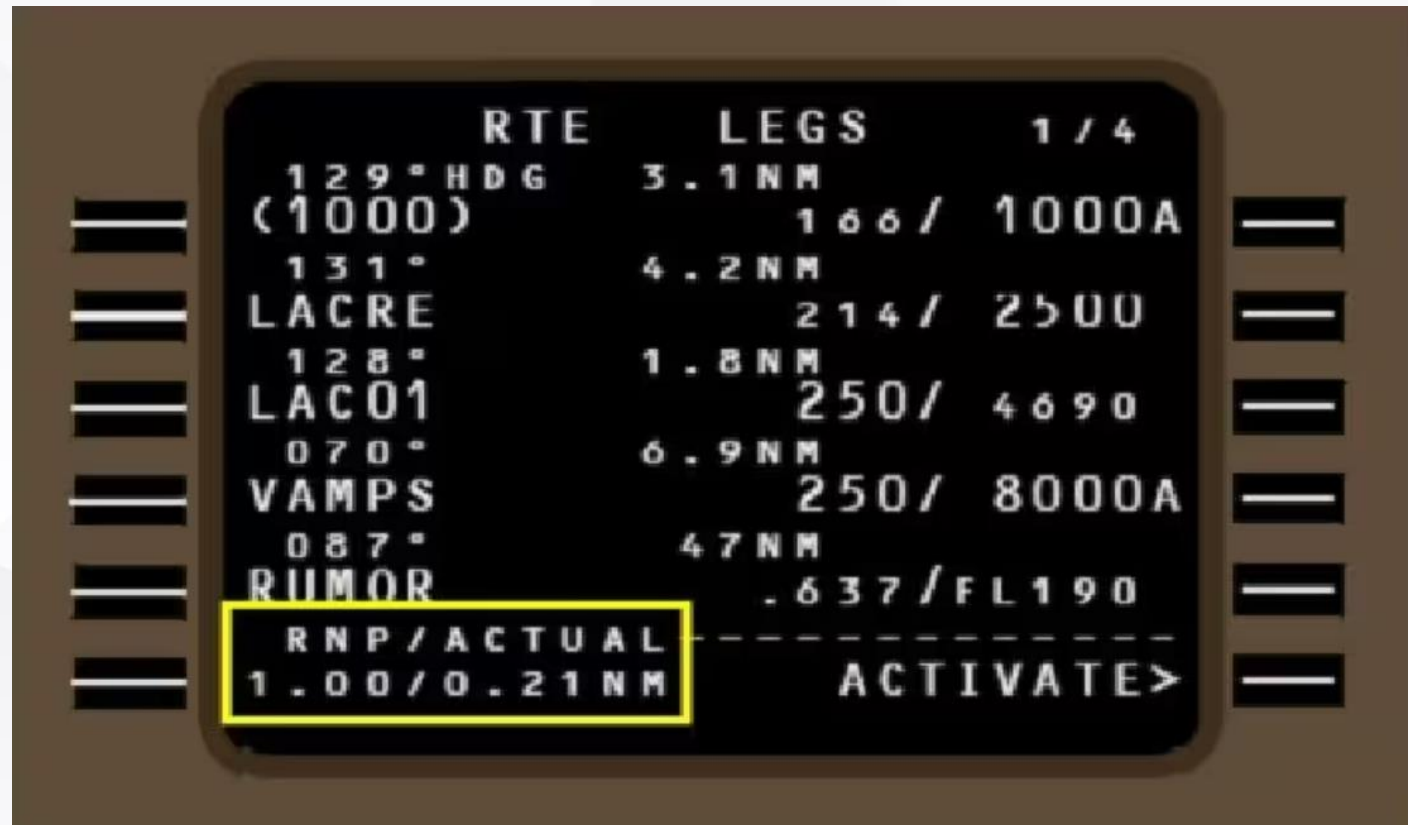 RTE LEGS 1/4
129°HDG 3.1NM
(1000) 166/ 1000A
131° 4.2NM
LACRE 214/ 2500
128° 1.8NM
LAC01 250/ 4690
070° 6.9NM
VAMPS 250/ 8000A
087° 47NM
RUMOR .637/FL190
RNP/ACTUAL --------------
1.00/0.21NM ACTIVATE>